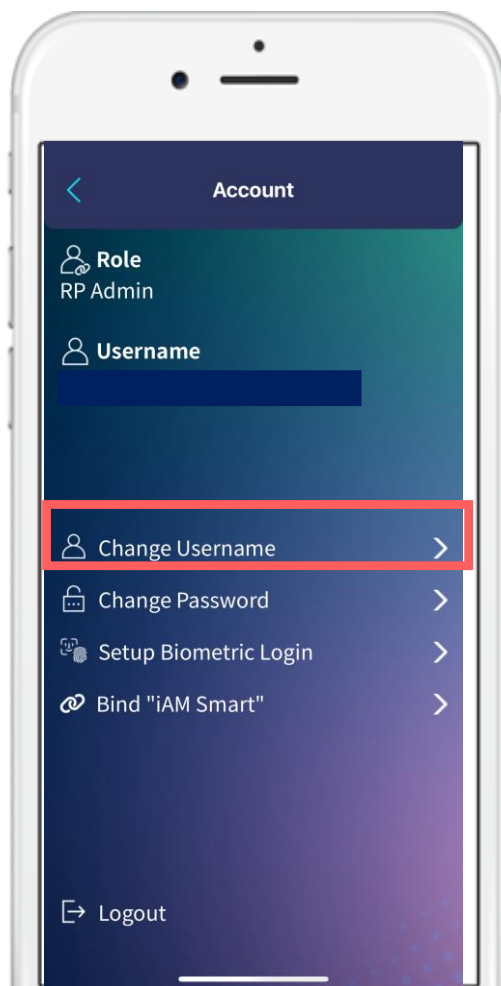 Account
Role
RP Admin
Username
Change Username
Change Password
Setup Biometric Login
Bind "iAM Smart"
Logout